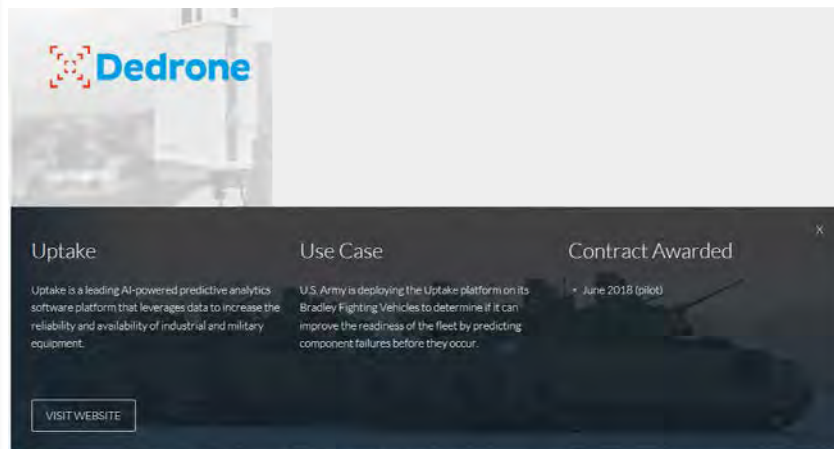 Dedrone
X
Uptake
Uptake is a leading AI-powered predictive analytics
software platform that leverages data to increase the
reliability and availability of industrial and military
equipment.
VISIT WEBSITE
Use Case
U.S. Army is deploying the Uptake platform on its
Bradley Fighting Vehicles to determine if it can
improve the readiness of the fleet by predicting
component failures before they occur.
Contract Awarded
• June 2018 (pilot)